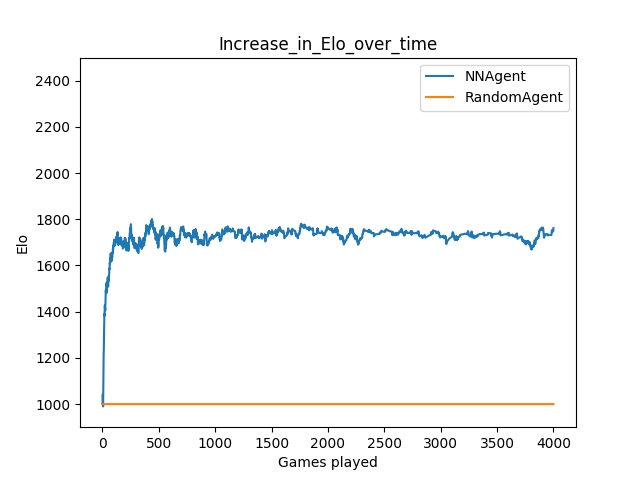 Increase_in_Elo_over_time
NNAgent
RandomAgent
2400
2200
2000
1800
1600
1400
1200
1000
Elo
0 500 1000 1500 2000 2500 3000 3500 4000
Games played